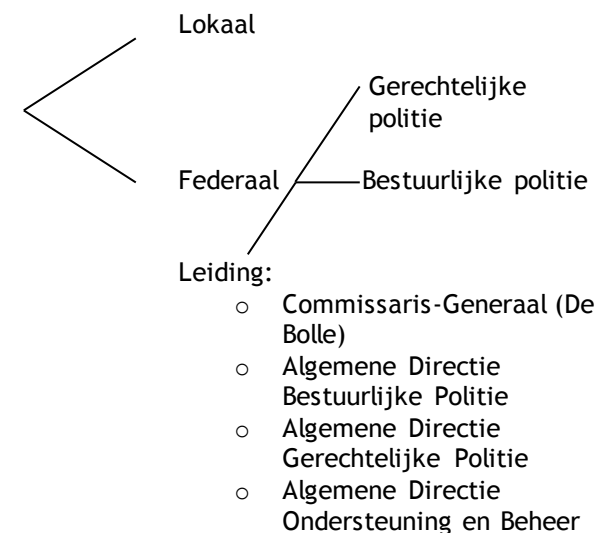 Lokaal
Gerechtelijke
politie
Federaal
Bestuurlijke politie
Leiding:
o Commissaris-Generaal (De
Bolle)
o Algemene Directie
Bestuurlijke Politie
o Algemene Directie
Gerechtelijke Politie
o Algemene Directie
Ondersteuning en Beheer